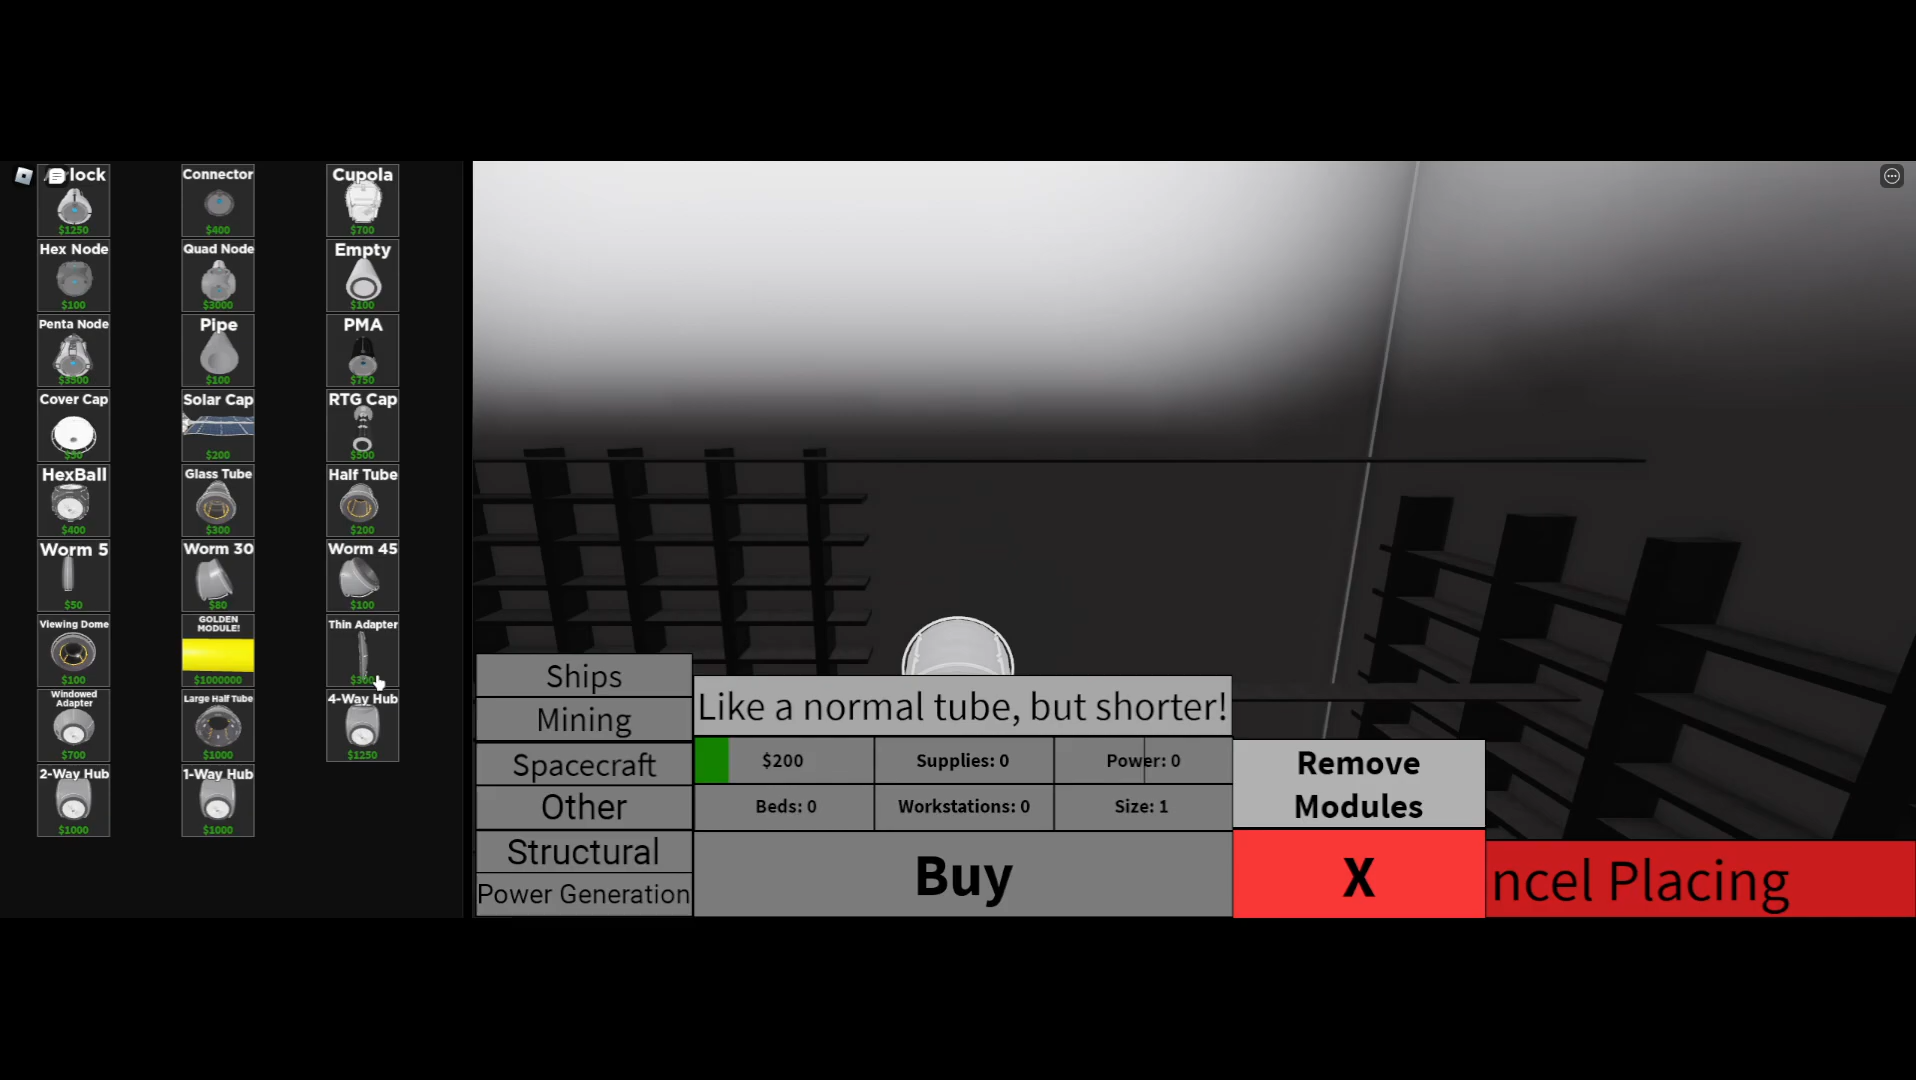 lock
Connector
Cupola
$1250
$400
$700
Hex Node
Quad Node
Empty
$100
$3000
$100
Penta Node
Pipe
PMA
$3500
$100
$750
Cover Cap
Solar Cap
RTG Cap
$50
$200
$500
HexBall
Glass Tube
Half Tube
$400
$300
$200
Worm 5
Worm 30
Worm 45
$50
$80
$100
Viewing Dome
GOLDEN
MODULE!
Thin Adapter
$100
$1000000
Windowed
Adapter
Large Half Tube
4-Way Hub
$700
$1000
$1250
2-Way Hub
1-Way Hub
$1000
$1000
Ships
Mining
Spacecraft
Other
Structural
Power Generation
Like a normal tube, but shorter!
$200
Supplies: 0
Power: 0
Beds: 0
Workstations: 0
Size: 1
Buy
Remove
Modules
X
ncel Placing